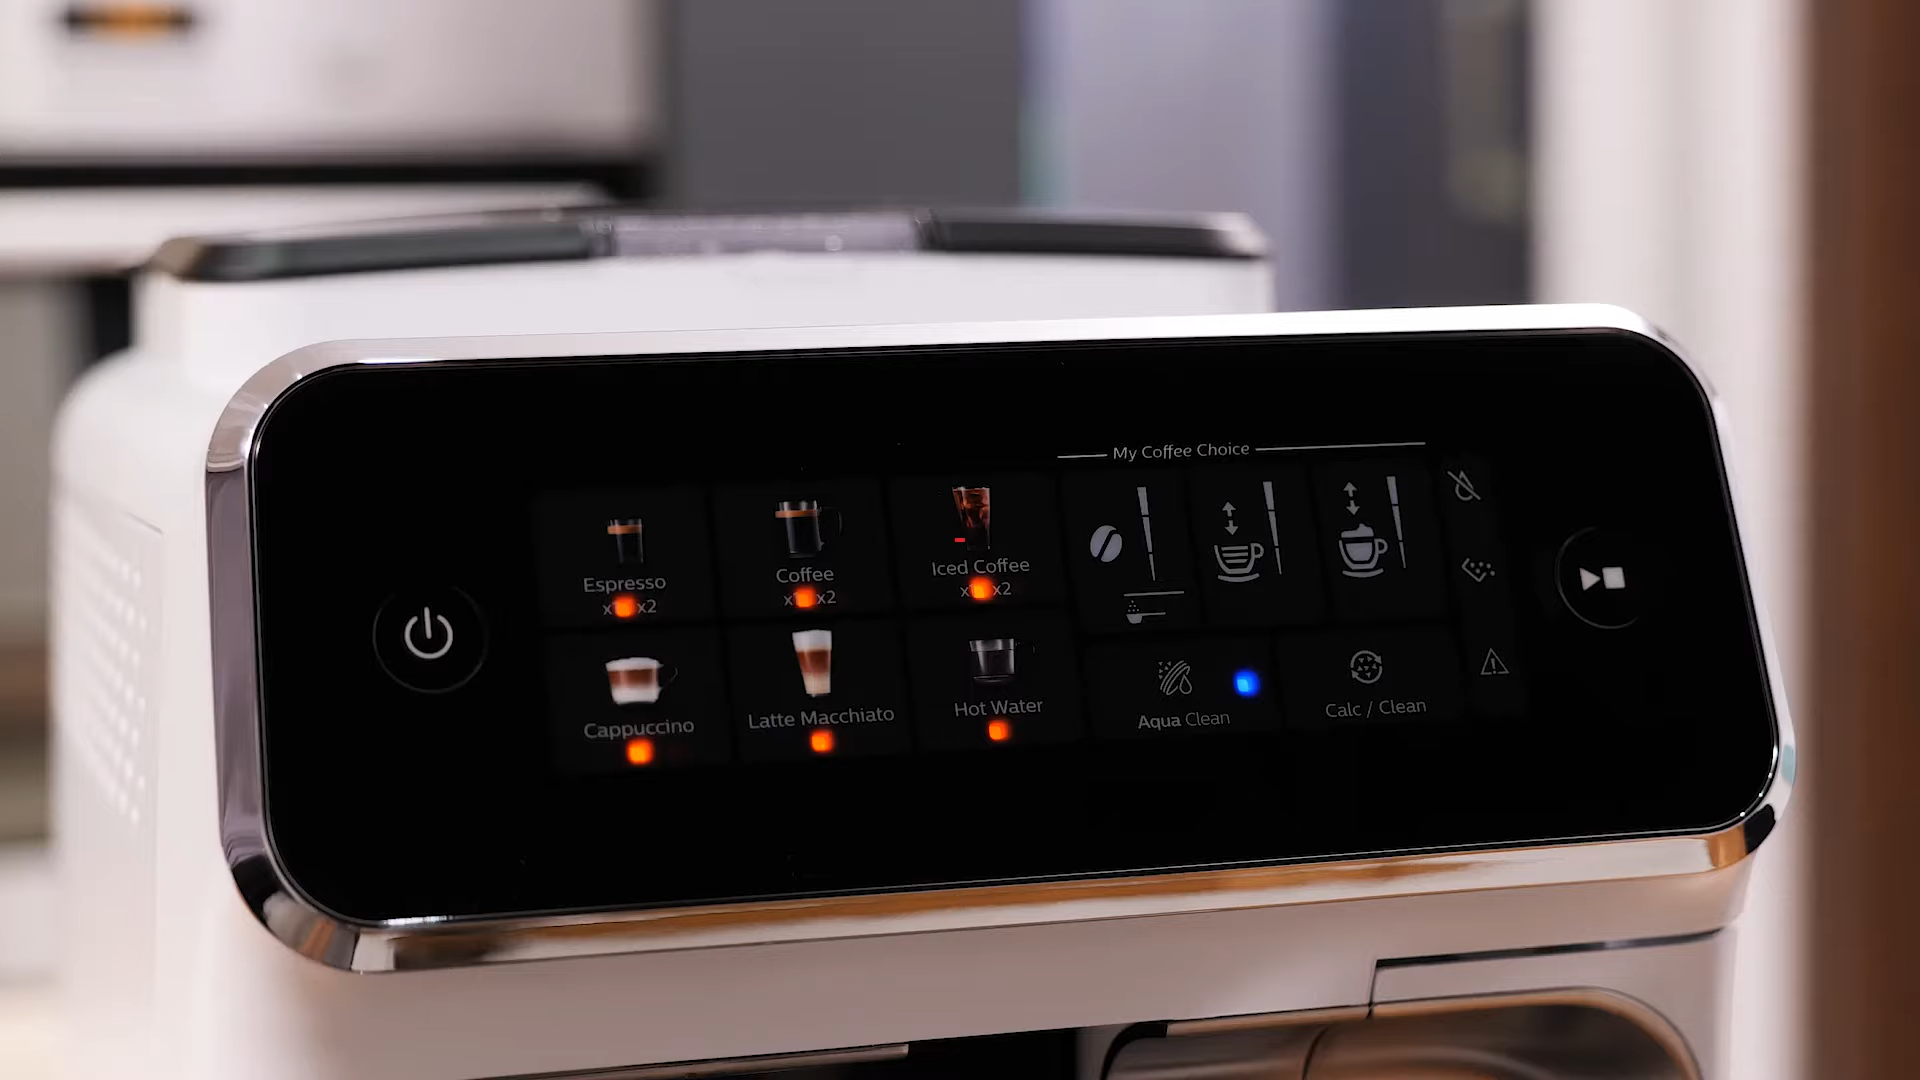 My Coffee Choice
Espresso
x2
Coffee
x2
Iced Coffee
x2
Cappuccino
Latte Macchiato
Hot Water
Aqua Clean
Calc / Clean